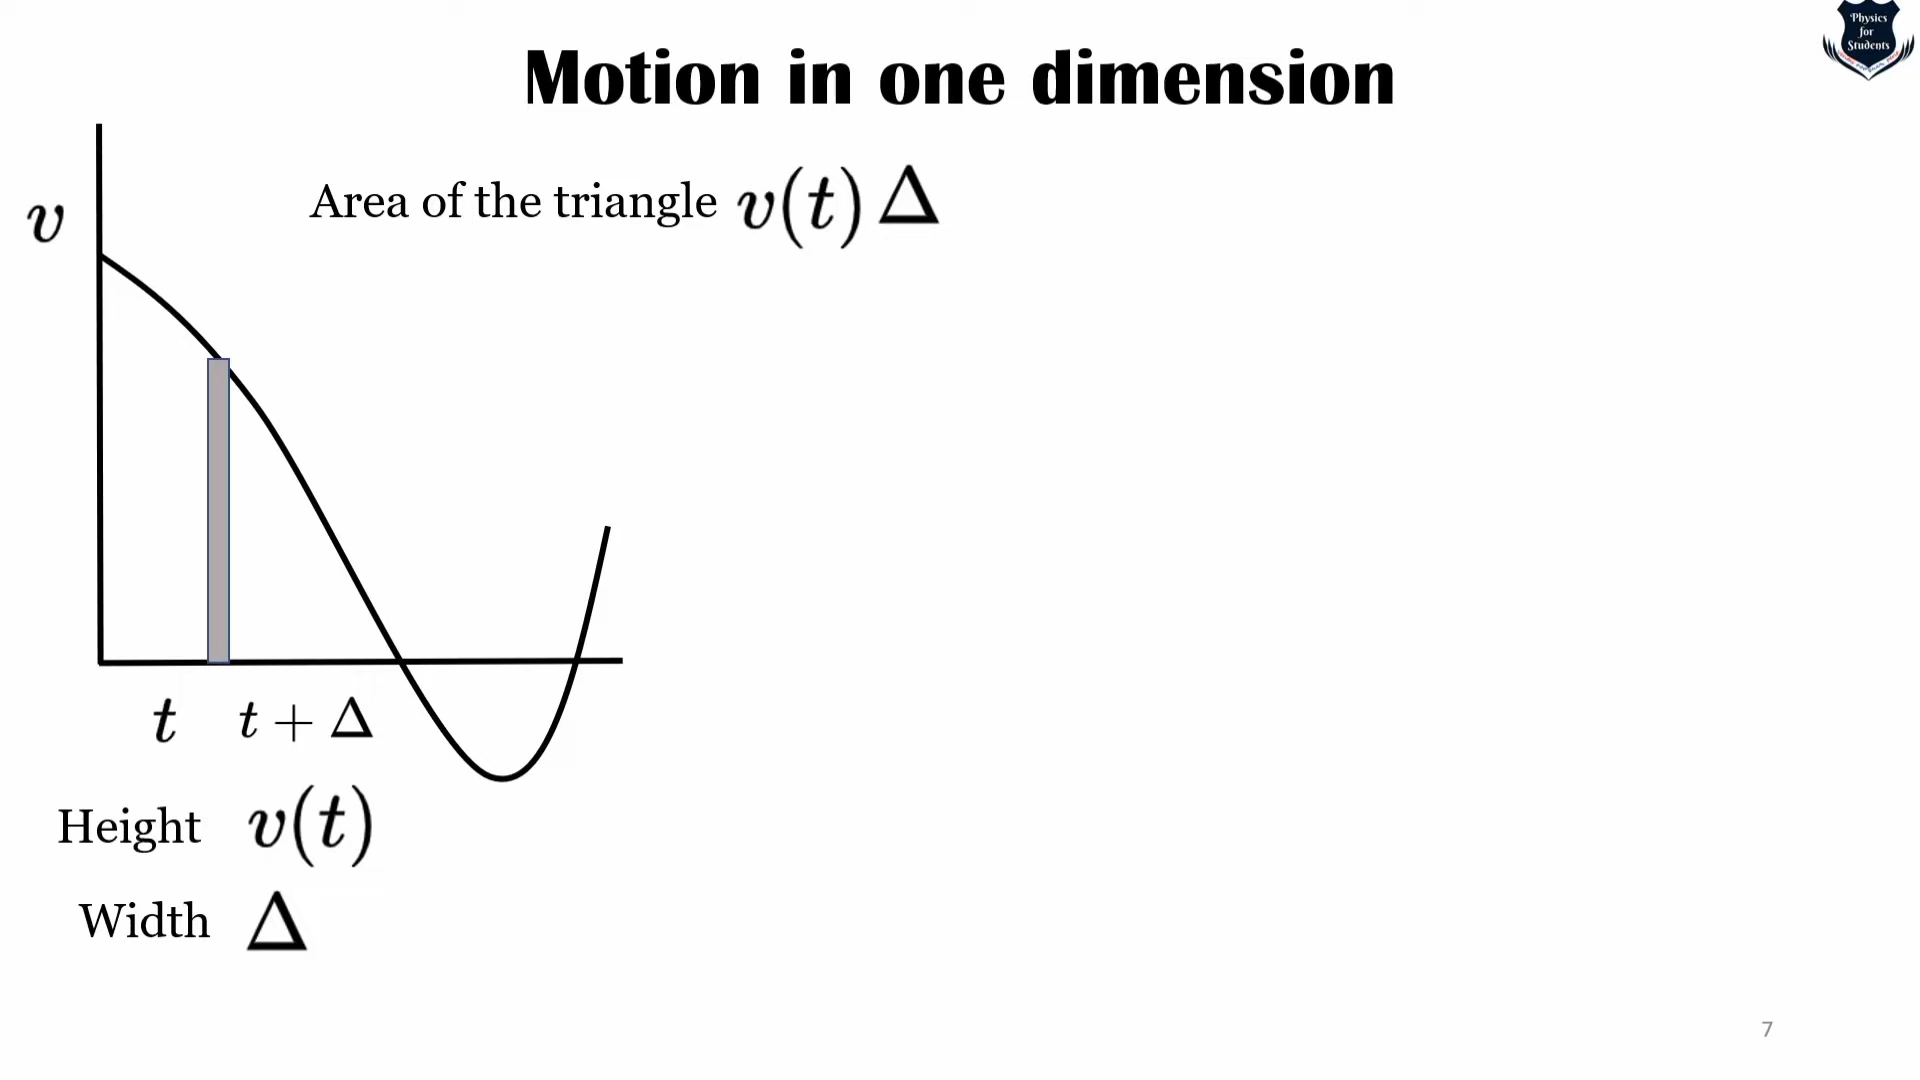 Physics
for
Students
Motion in one dimension
Area of the triangle v(t) Δ
v
t t + Δ
Height v(t)
Width Δ
7